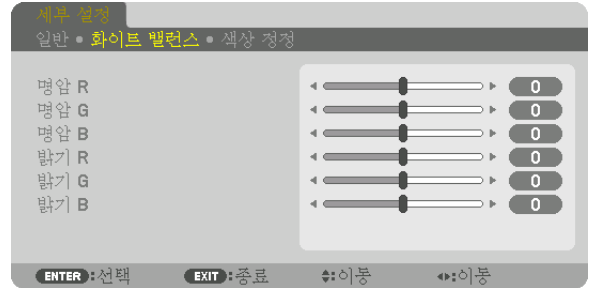 세부 설정
일반 • 화이트 밸런스 • 색상 정정
명암 R 0
명암 G 0
명암 B 0
밝기 R 0
밝기 G 0
밝기 B 0
ENTER:선택 EXIT:종료 :이동 :이동